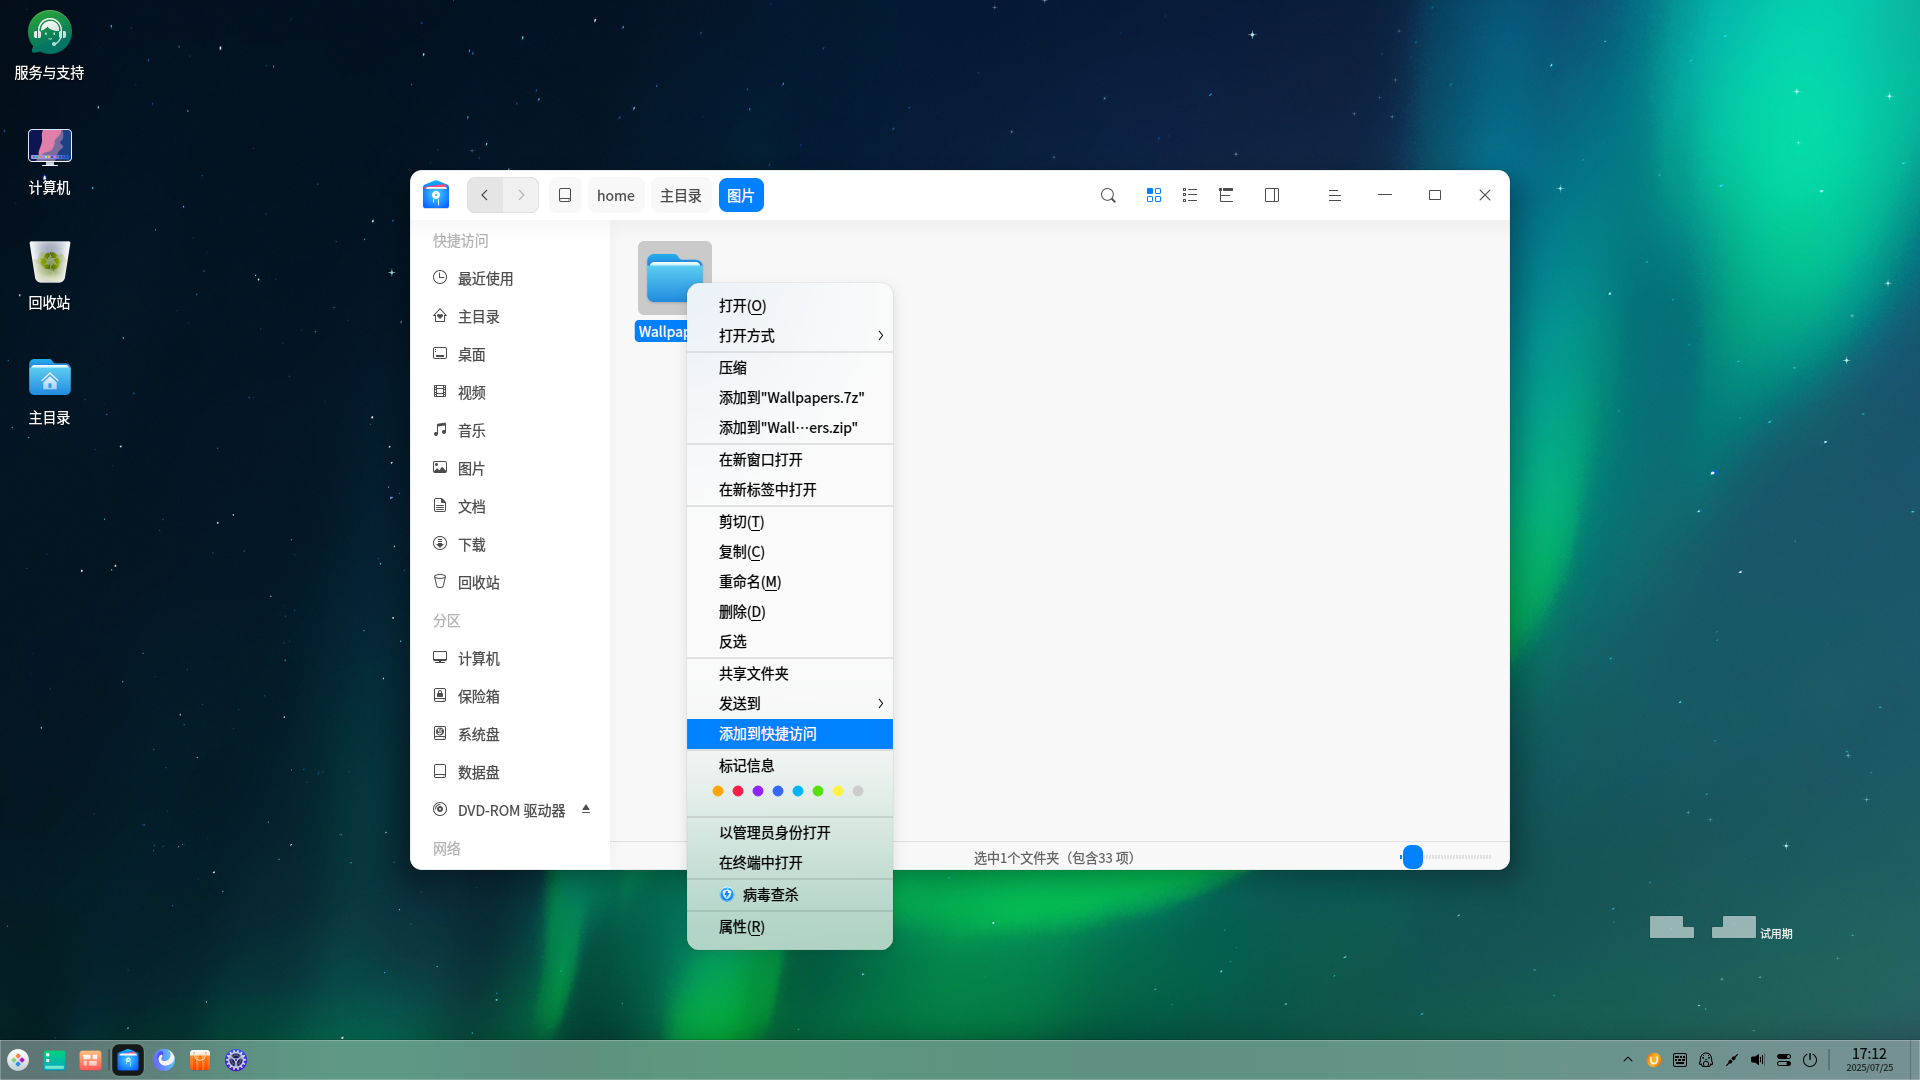 服务与支持
计算机
回收站
主目录
home
主目录
图片
快捷访问
最近使用
主目录
桌面
视频
音乐
图片
文档
下载
回收站
分区
计算机
保险箱
系统盘
数据盘
DVD-ROM 驱动器
网络
打开(O)
打开方式
压缩
添加到"Wallpapers.7z"
添加到"Wall···ers.zip"
在新窗口打开
在新标签中打开
剪切(T)
复制(C)
重命名(M)
删除(D)
反选
共享文件夹
发送到
添加到快捷访问
标记信息
以管理员身份打开
在终端中打开
病毒查杀
属性(R)
选中1个文件夹（包含33 项）
试用期
17:12
2025/07/25